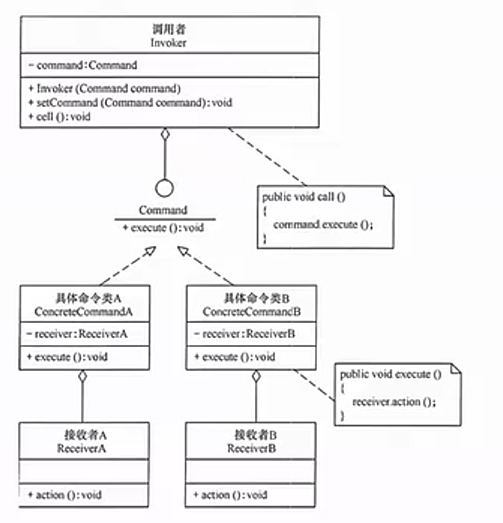 调用者
Invoker
- command:Command
+ Invoker (Command command)
+ setCommand (Command command):void
+ cell ():void
public void call ()
{
command.execute ();
}
Command
+ execute ():void
具体命令类A
ConcreteCommandA
- receiver:ReceiverA
+ execute ():void
具体命令类B
ConcreteCommandB
- receiver:ReceiverB
+ execute ():void
public void execute ()
{
receiver.action ();
}
接收者A
ReceiverA
+ action ():void
接收者B
ReceiverB
+ action ():void